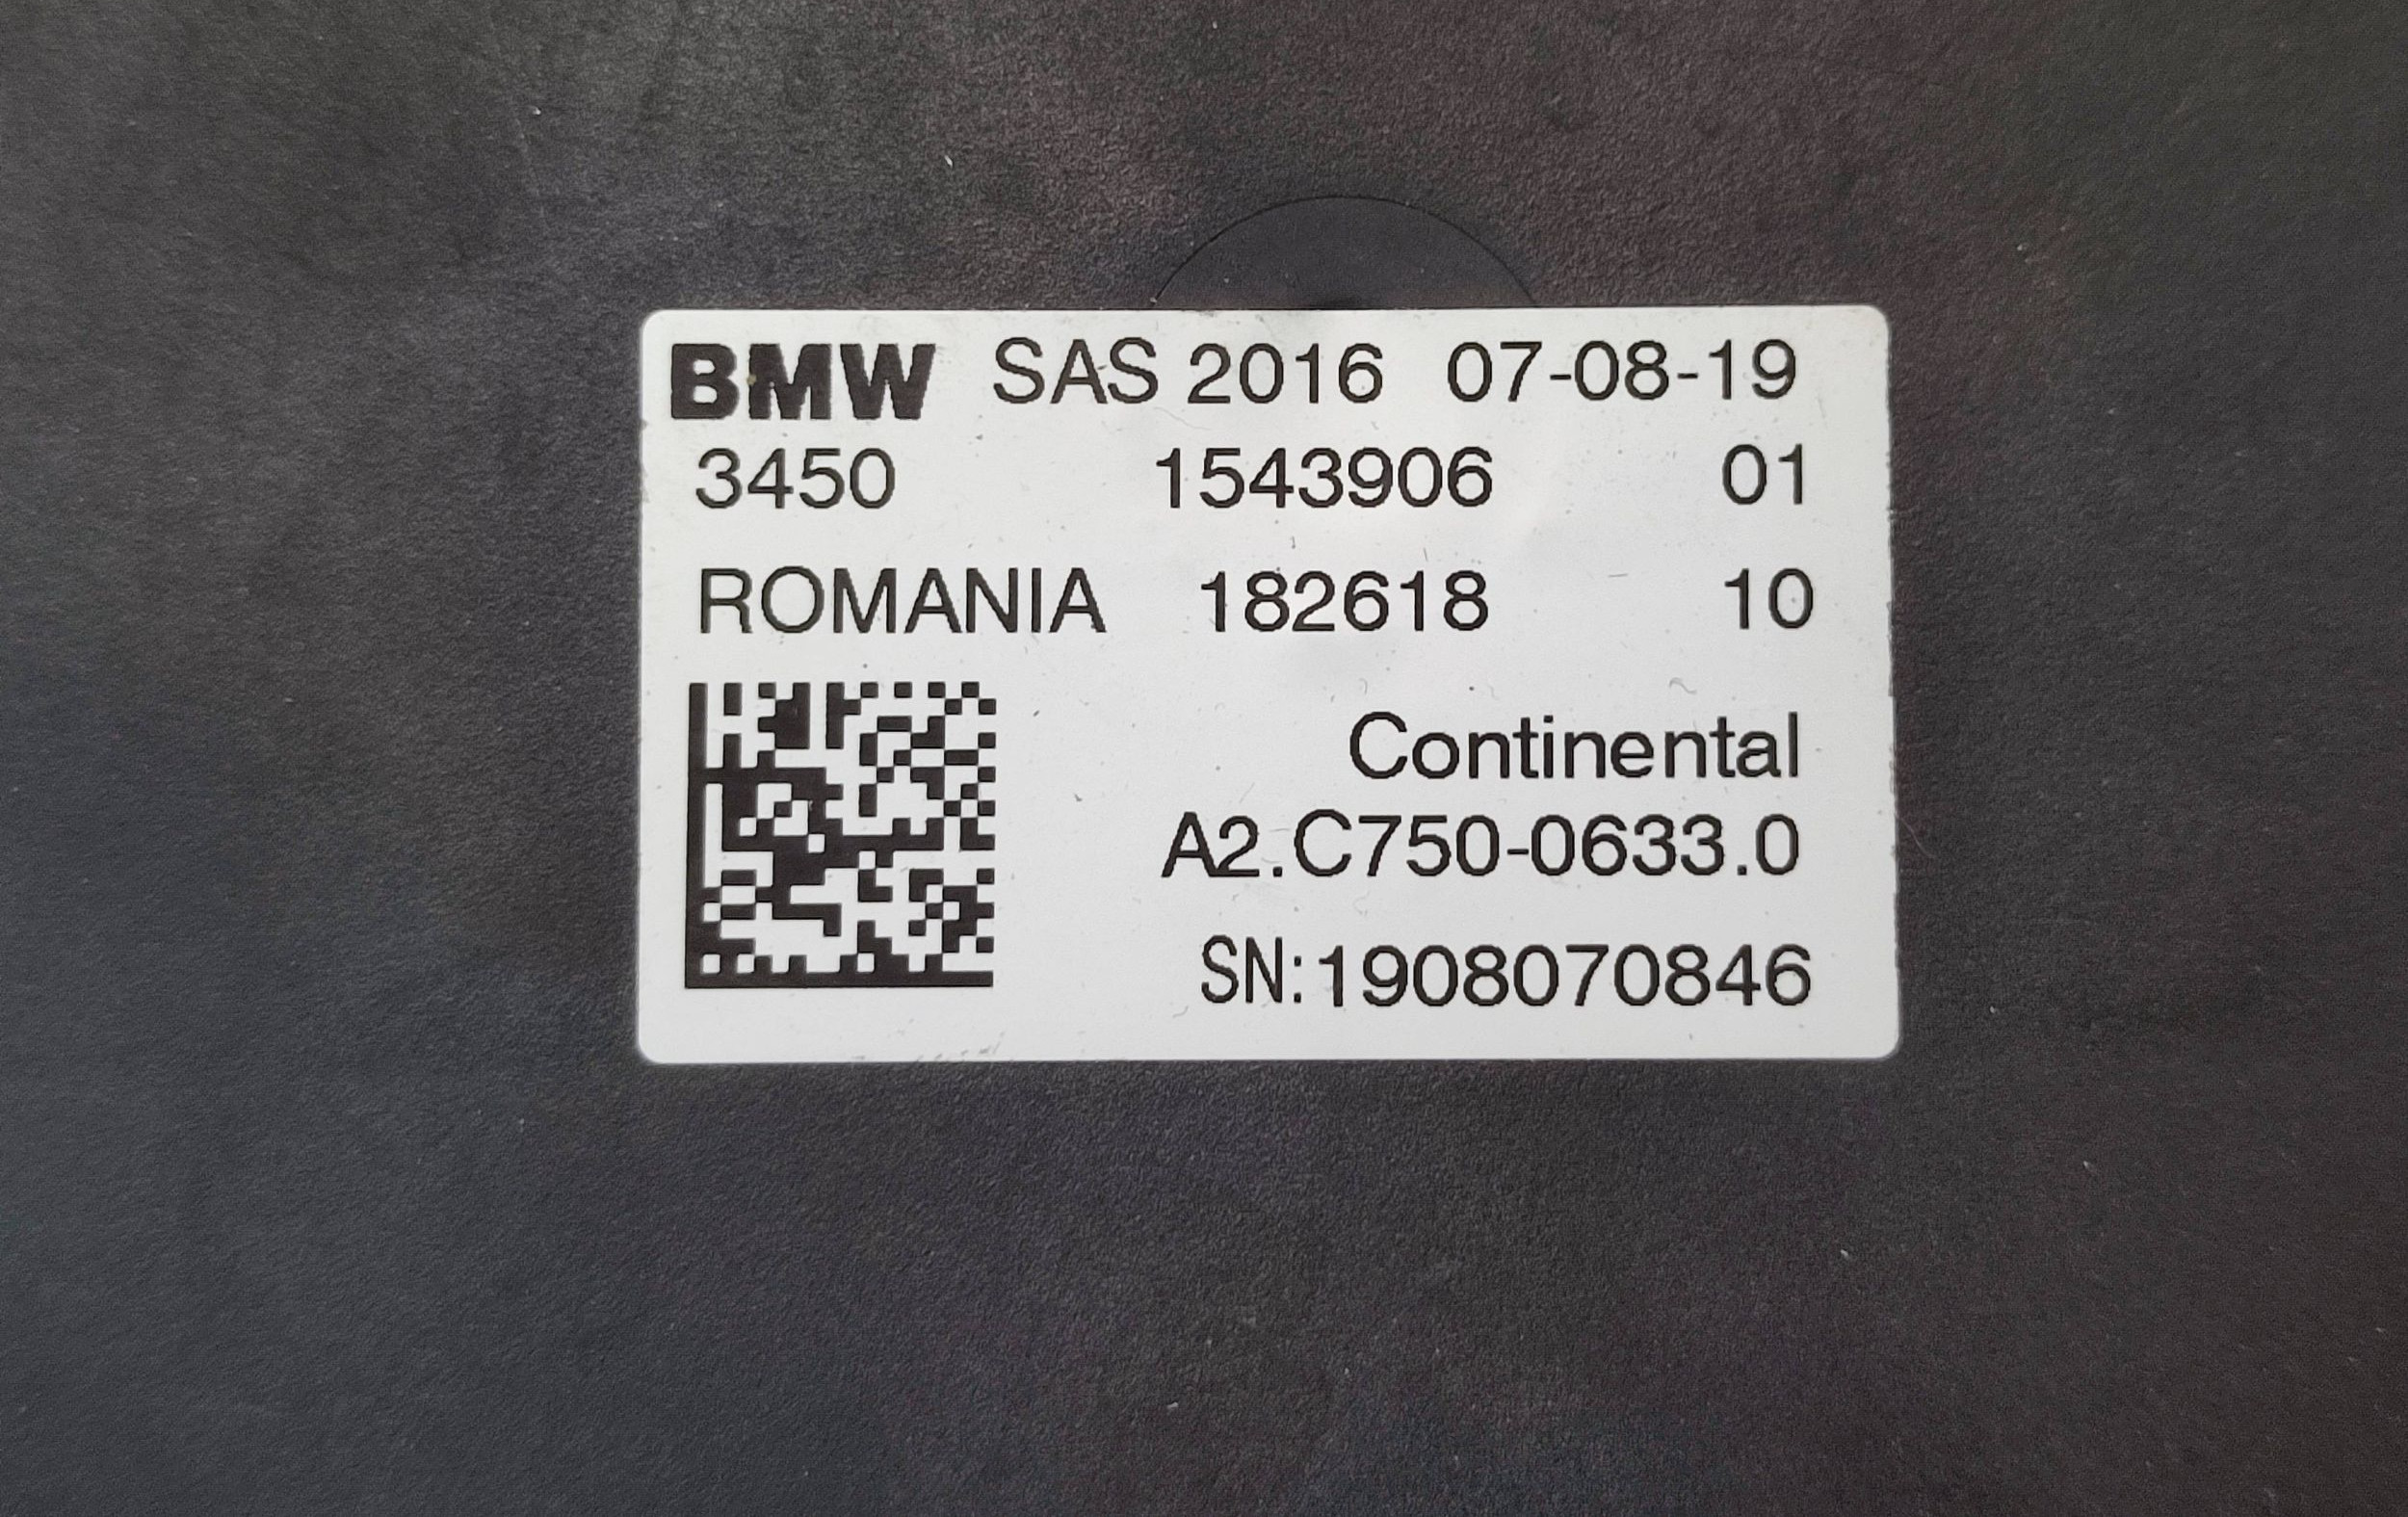 BMW SAS 2016 07-08-19
3450 1543906 01
ROMANIA 182618 10
Continental
A2.C750-0633.0
SN:1908070846